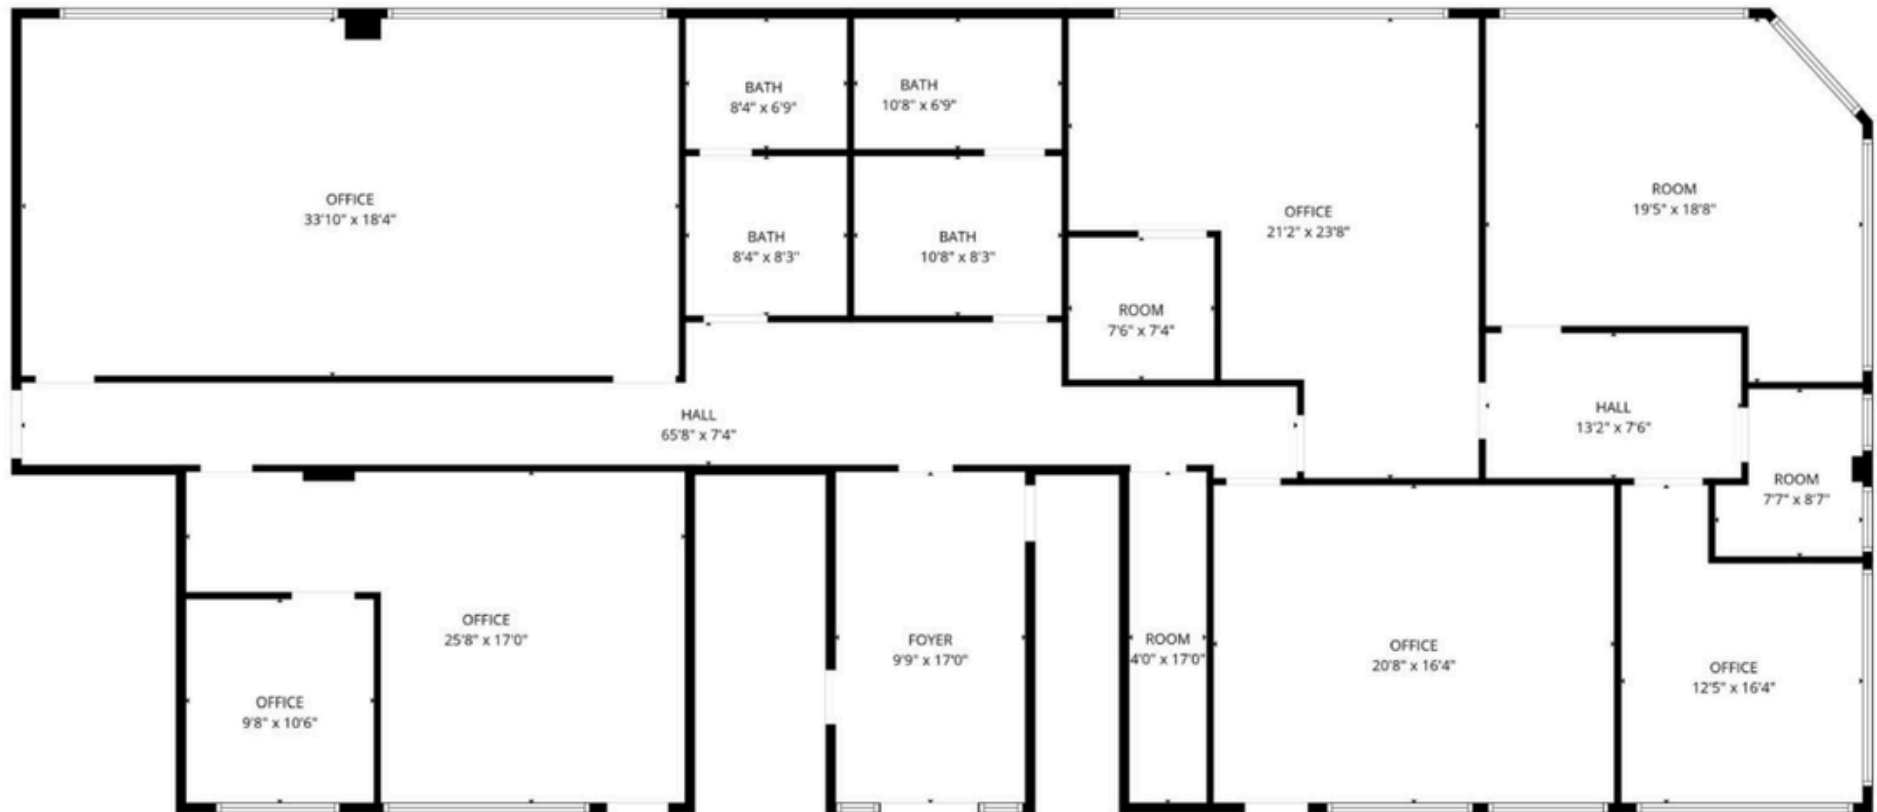 OFFICE
33'10" x 18'4"
BATH
8'4" x 6'9"
BATH
10'8" x 6'9"
BATH
8'4" x 8'3"
BATH
10'8" x 8'3"
OFFICE
21'2" x 23'8"
ROOM
7'6" x 7'4"
ROOM
19'5" x 18'8"
HALL
65'8" x 7'4"
HALL
13'2" x 7'6"
ROOM
7'7" x 8'7"
OFFICE
25'8" x 17'0"
OFFICE
9'8" x 10'6"
FOYER
9'9" x 17'0"
ROOM
4'0" x 17'0"
OFFICE
20'8" x 16'4"
OFFICE
12'5" x 16'4"